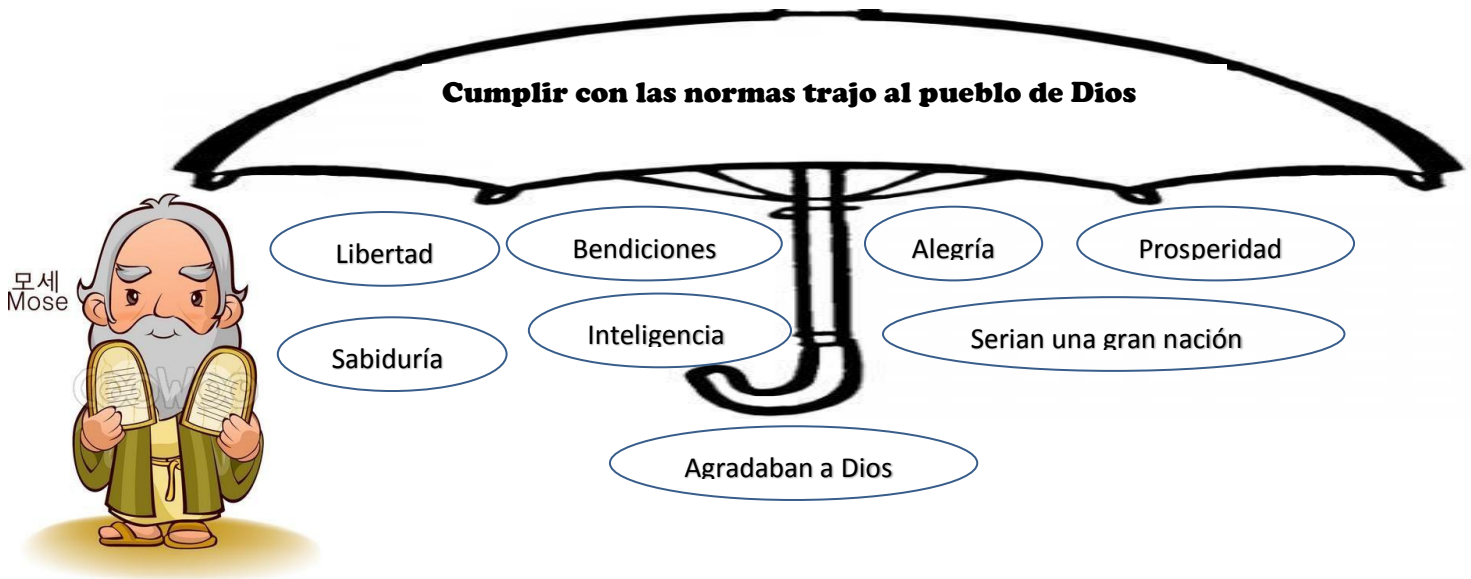 Cumplir con las normas trajo al pueblo de Dios
Libertad
Bendiciones
Alegría
Prosperidad
모세
Mose
Sabiduría
Inteligencia
Serian una gran nación
Agradaban a Dios